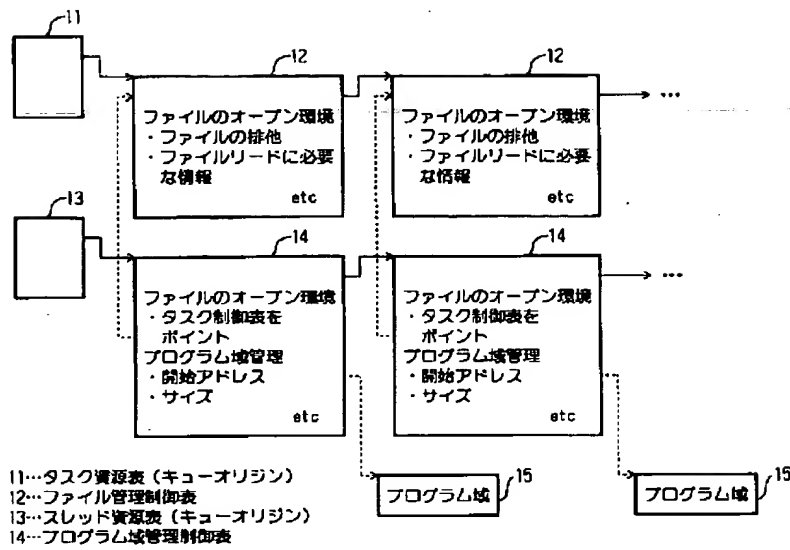 11
12
12
ファイルのオープン環境
・ファイルの排他
・ファイルリードに必要
な情報
etc
ファイルのオープン環境
・ファイルの排他
・ファイルリードに必要
な情報
etc
…
13
14
14
ファイルのオープン環境
・タスク制御表を
ポイント
プログラム域管理
・開始アドレス
・サイズ
etc
ファイルのオープン環境
・タスク制御表を
ポイント
プログラム域管理
・開始アドレス
・サイズ
etc
…
プログラム域
15
プログラム域
15
11…タスク資源表（キューオリジン）
12…ファイル管理制御表
13…スレッド資源表（キューオリジン）
14…プログラム域管理制御表